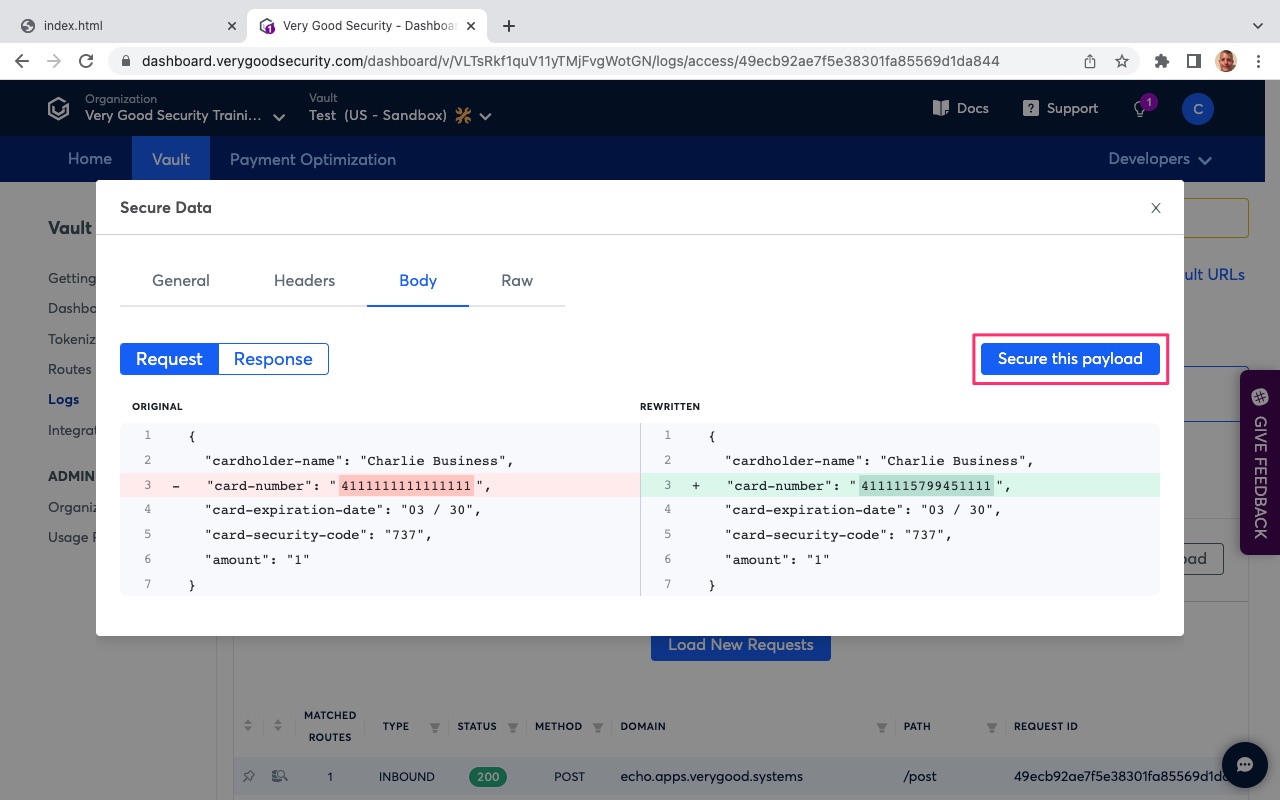 index.html
Very Good Security - Dashboa
dashboard.verygoodsecurity.com/dashboard/v/VLTsRkf1quV11yTMjFvgWotGN/logs/access/49ecb92ae7f5e38301fa85569d1da844
Organization
Very Good Security Traini...
Vault
Test (US - Sandbox)
Docs
Support
1
C
Home
Vault
Payment Optimization
Developers
Vault
Getting
Dashbo
Tokeniz
Routes
Logs
Integrat
ADMIN
Organiz
Usage R
ult URLs
oad
GIVE FEEDBACK
Secure Data
X
General
Headers
Body
Raw
Request
Response
Secure this payload
ORIGINAL
1 {
2 "cardholder-name": "Charlie Business",
3 - "card-number": "4111111111111111",
4 "card-expiration-date": "03 / 30",
5 "card-security-code": "737",
6 "amount": "1"
7 }
REWRITTEN
1 {
2 "cardholder-name": "Charlie Business",
3 + "card-number": "4111115799451111",
4 "card-expiration-date": "03 / 30",
5 "card-security-code": "737",
6 "amount": "1"
7 }
Load New Requests
MATCHED ROUTES
TYPE
STATUS
METHOD
DOMAIN
PATH
REQUEST ID
1
INBOUND
200
POST
echo.apps.verygood.systems
/post
49ecb92ae7f5e38301fa85569d1d